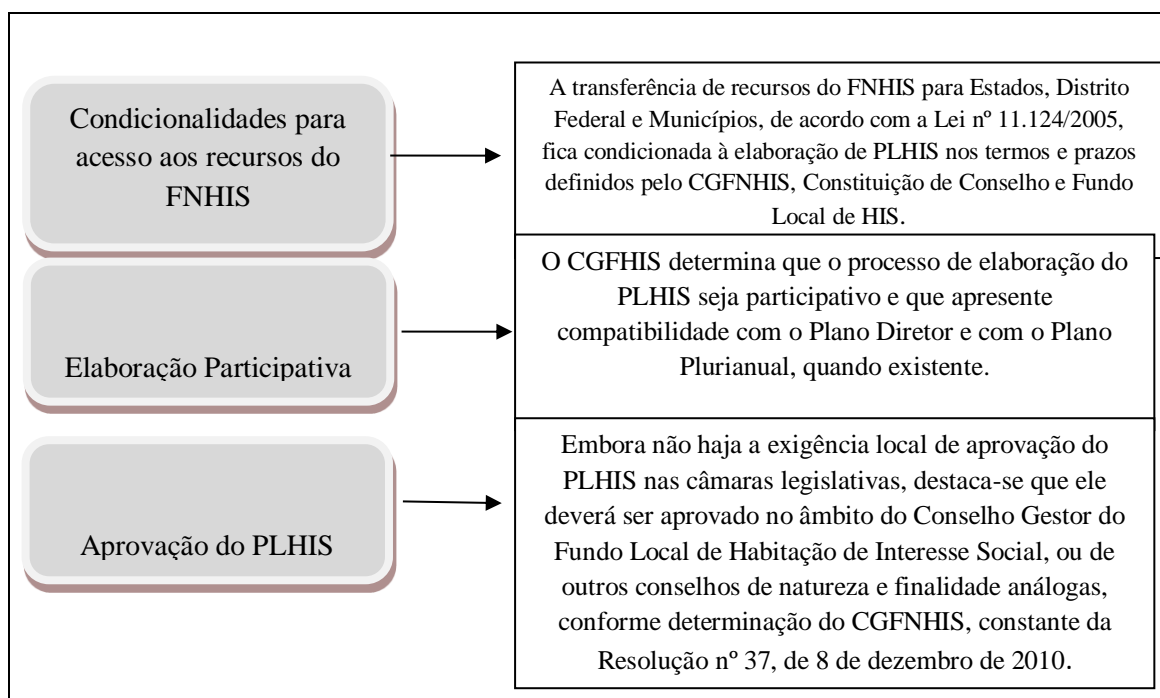 Condicionalidades para
acesso aos recursos do
FNHIS
A transferência de recursos do FNHIS para Estados, Distrito
Federal e Municípios, de acordo com a Lei nº 11.124/2005,
fica condicionada à elaboração de PLHIS nos termos e prazos
definidos pelo CGFNHIS, Constituição de Conselho e Fundo
Local de HIS.
Elaboração Participativa
O CGFHIS determina que o processo de elaboração do
PLHIS seja participativo e que apresente
compatibilidade com o Plano Diretor e com o Plano
Plurianual, quando existente.
Aprovação do PLHIS
Embora não haja a exigência local de aprovação do
PLHIS nas câmaras legislativas, destaca-se que ele
deverá ser aprovado no âmbito do Conselho Gestor do
Fundo Local de Habitação de Interesse Social, ou de
outros conselhos de natureza e finalidade análogas,
conforme determinação do CGFNHIS, constante da
Resolução nº 37, de 8 de dezembro de 2010.